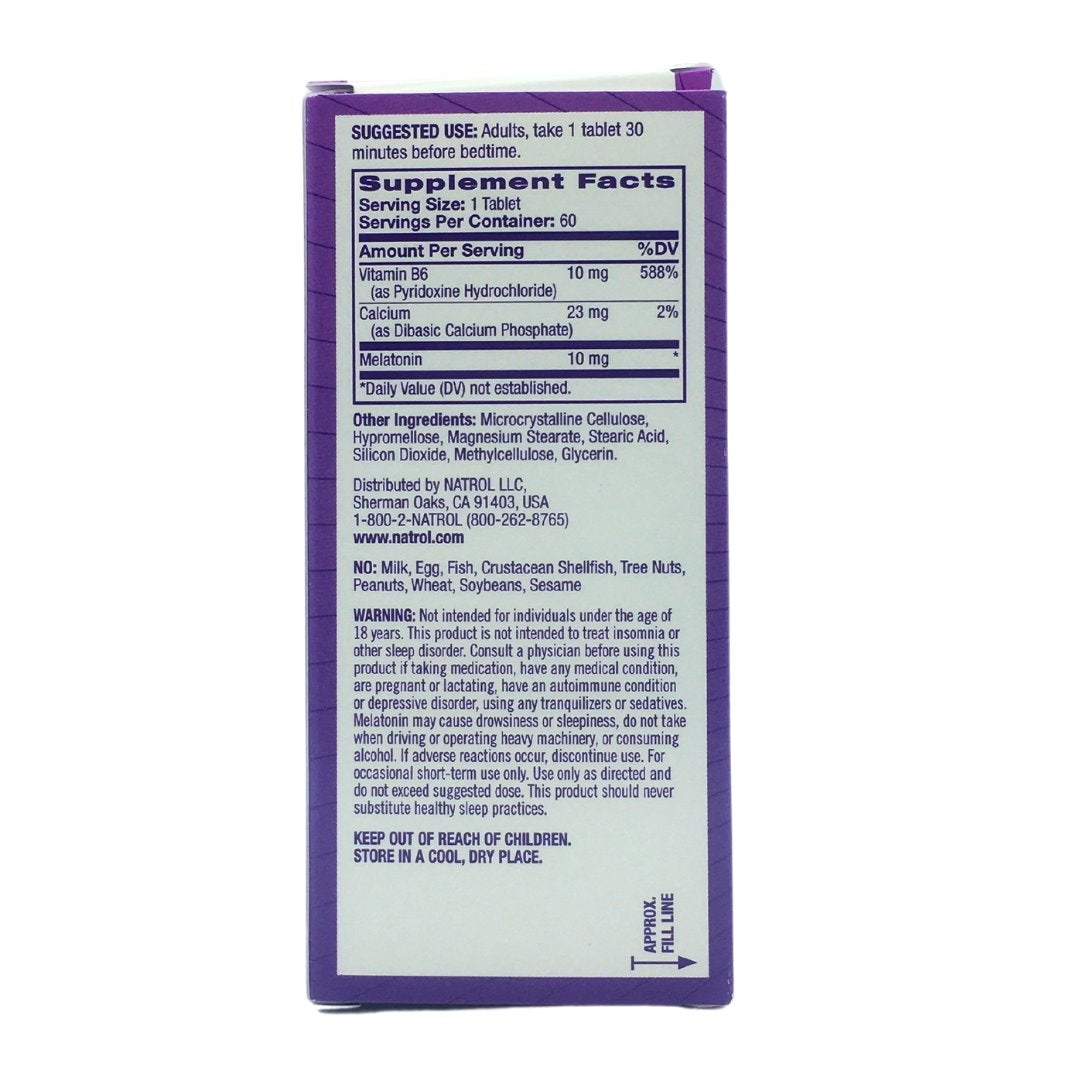 SUGGESTED USE: Adults, take 1 tablet 30
minutes before bedtime.
Supplement Facts
Serving Size: 1 Tablet
Servings Per Container: 60
Amount Per Serving %DV
Vitamin B6 10 mg 588%
(as Pyridoxine Hydrochloride)
Calcium 23 mg 2%
(as Dibasic Calcium Phosphate)
Melatonin 10 mg *
*Daily Value (DV) not established.
Other Ingredients: Microcrystalline Cellulose,
Hypromellose, Magnesium Stearate, Stearic Acid,
Silicon Dioxide, Methylcellulose, Glycerin.
Distributed by NATROL LLC,
Sherman Oaks, CA 91403, USA
1-800-2-NATROL (800-262-8765)
www.natrol.com
NO: Milk, Egg, Fish, Crustacean Shellfish, Tree Nuts,
Peanuts, Wheat, Soybeans, Sesame
WARNING: Not intended for individuals under the age of
18 years. This product is not intended to treat insomnia or
other sleep disorder. Consult a physician before using this
product if taking medication, have any medical condition,
are pregnant or lactating, have an autoimmune condition
or depressive disorder, using any tranquilizers or sedatives.
Melatonin may cause drowsiness or sleepiness, do not take
when driving or operating heavy machinery, or consuming
alcohol. If adverse reactions occur, discontinue use. For
occasional short-term use only. Use only as directed and
do not exceed suggested dose. This product should never
substitute healthy sleep practices.
KEEP OUT OF REACH OF CHILDREN.
STORE IN A COOL, DRY PLACE.
APPROX.
FILL LINE